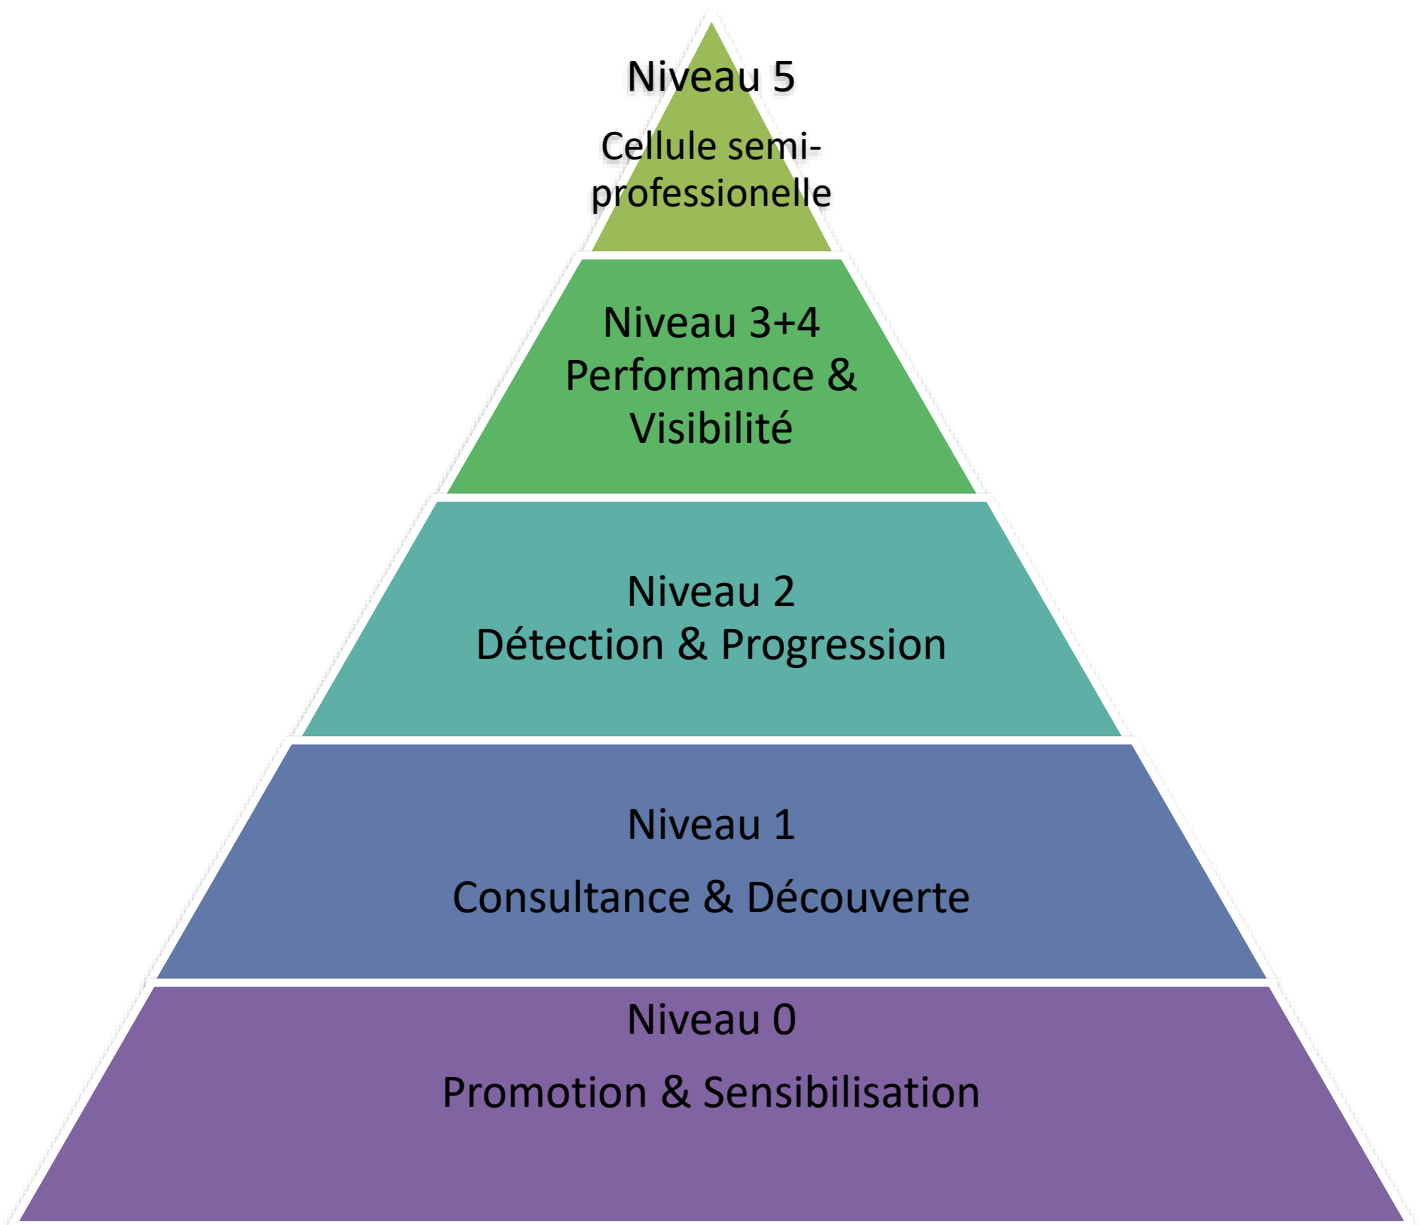 Niveau 5
Cellule semi-
professionelle
Niveau 3+4
Performance &
Visibilité
Niveau 2
Détection & Progression
Niveau 1
Consultance & Découverte
Niveau 0
Promotion & Sensibilisation